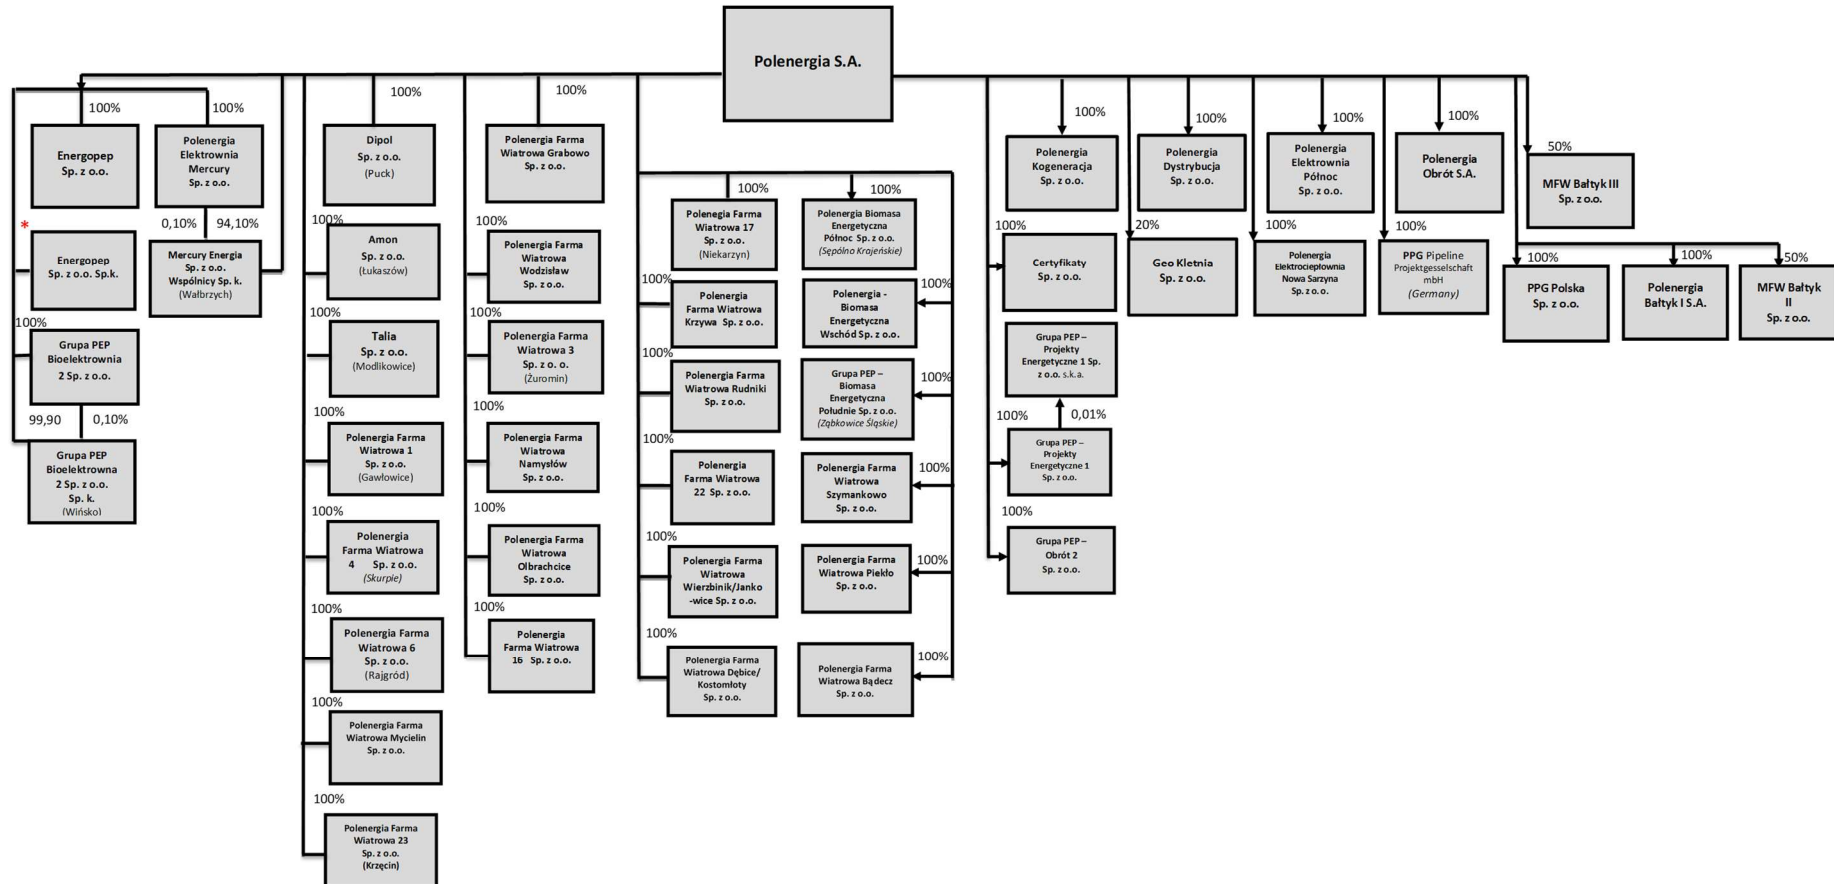 Polenergia S.A.
100%
Energopep
Sp. z o.o.
*
Energopep
Sp. z o.o. Sp.k.
100%
Grupa PEP
Bioelektrownia
2 Sp. z o.o.
99,90
0,10%
Grupa PEP
Bioelektrowna
2 Sp. z o.o.
Sp. k.
(Wińsko)
100%
Polenergia
Elektrownia
Mercury
Sp. z o.o.
0,10%
94,10%
Mercury Energia
Sp. z o.o.
Wspólnicy Sp. k.
(Wałbrzych)
100%
Dipol
Sp. z o.o.
(Puck)
100%
Amon
Sp. z o.o.
(Łukaszów)
100%
Talia
Sp. z o.o.
(Modlikowice)
100%
Polenergia Farma
Wiatrowa 1
Sp. z o.o.
(Gawłowice)
100%
Polenergia
Farma Wiatrowa
4 Sp. z o.o.
(Skurpie)
100%
Polenergia Farma
Wiatrowa 6
Sp. z o.o.
(Rajgród)
100%
Polenergia Farma
Wiatrowa Mycielin
Sp. z o.o.
100%
Polenergia Farma
Wiatrowa 23
Sp. z o.o.
(Krzęcin)
100%
Polenergia Farma
Wiatrowa Grabowo
Sp. z o.o.
100%
Polenergia Farma
Wiatrowa
Wodzisław
Sp. z o.o.
100%
Polenergia Farma
Wiatrowa 3
Sp. z o. o.
(Żuromin)
100%
Polenergia Farma
Wiatrowa
Namysłów
Sp. z o.o.
100%
Polenergia Farma
Wiatrowa
Olbrachcice
Sp. z o.o.
100%
Polenergia
Farma Wiatrowa
16 Sp. z o.o.
100%
Polenegia Farma
Wiatrowa 17
Sp. z o.o.
(Niekarzyn)
100%
Polenergia
Farma Wiatrowa
Krzywa Sp. z o.o.
100%
Polenergia Farma
Wiatrowa Rudniki
Sp. z o.o.
100%
Polenergia
Farma Wiatrowa
22 Sp. z o.o.
100%
Polenergia Farma
Wiatrowa
Wierzbinik/Janko
-wice Sp. z o.o.
100%
Polenergia Farma
Wiatrowa Dębice/
Kostomłoty
Sp. z o.o.
100%
Polenergia Biomasa
Energetyczna
Północ Sp. z o.o.
(Sępólno Krajeńskie)
100%
Polenergia -
Biomasa
Energetyczna
Wschód Sp. z o.o.
100%
Grupa PEP –
Biomasa
Energetyczna
Południe Sp. z o.o.
(Ząbkowice Śląskie)
100%
Polenergia Farma
Wiatrowa
Szymankowo
Sp. z o.o.
100%
Polenergia Farma
Wiatrowa Piekło
Sp. z o.o.
100%
Polenergia Farma
Wiatrowa Bądecz
Sp. z o.o.
100%
Polenergia
Kogeneracja
Sp. z o.o.
100%
Certyfikaty
Sp. z o.o.
Grupa PEP –
Projekty
Energetyczne 1 Sp.
z o.o. s.k.a.
100%
0,01%
Grupa PEP –
Projekty
Energetyczne 1
Sp. z o.o.
100%
Grupa PEP –
Obrót 2
Sp. z o.o.
100%
Polenergia
Dystrybucja
Sp. z o.o.
20%
Geo Kletnia
Sp. z o.o.
100%
Polenergia
Elektrownia
Północ
Sp. z o.o.
100%
Polenergia
Elektrociepłownia
Nowa Sarzyna
Sp. z o.o.
100%
Polenergia
Obrót S.A.
100%
PPG Pipeline
Projektgesselschaft
mbH
(Germany)
50%
MFW Bałtyk III
Sp. z o.o.
100%
PPG Polska
Sp. z o.o.
100%
Polenergia
Bałtyk I S.A.
50%
MFW Bałtyk
II
Sp. z o.o.